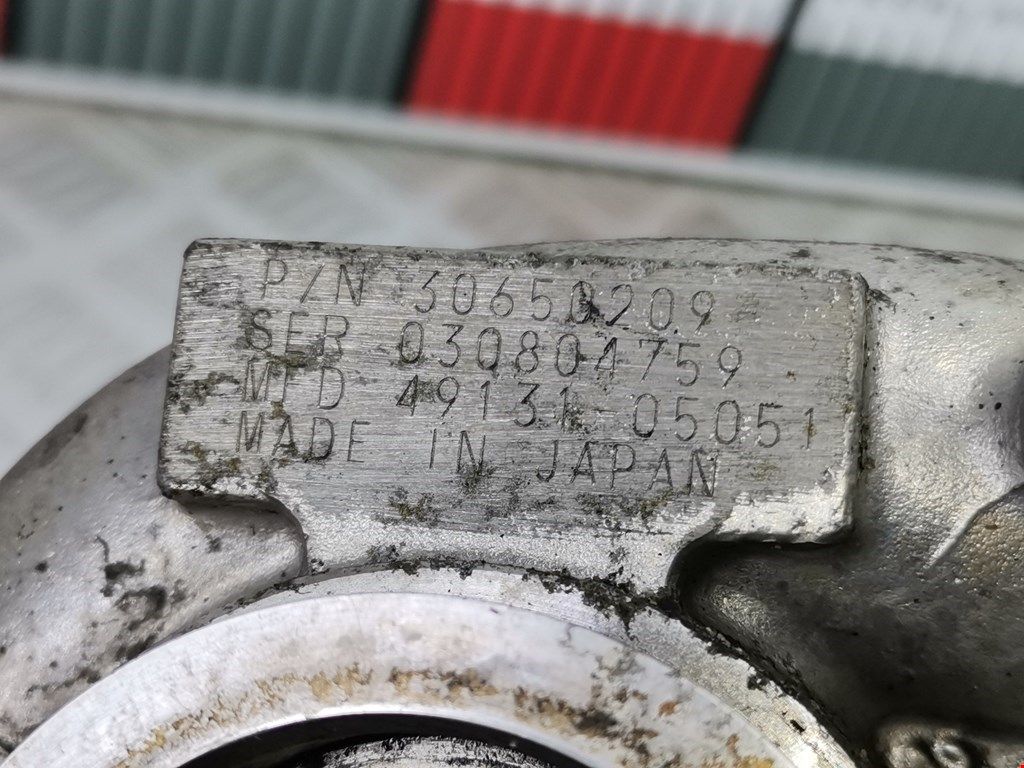 P/N 30650209
SER 030804759
MFD 49131-05051
MADE IN JAPAN